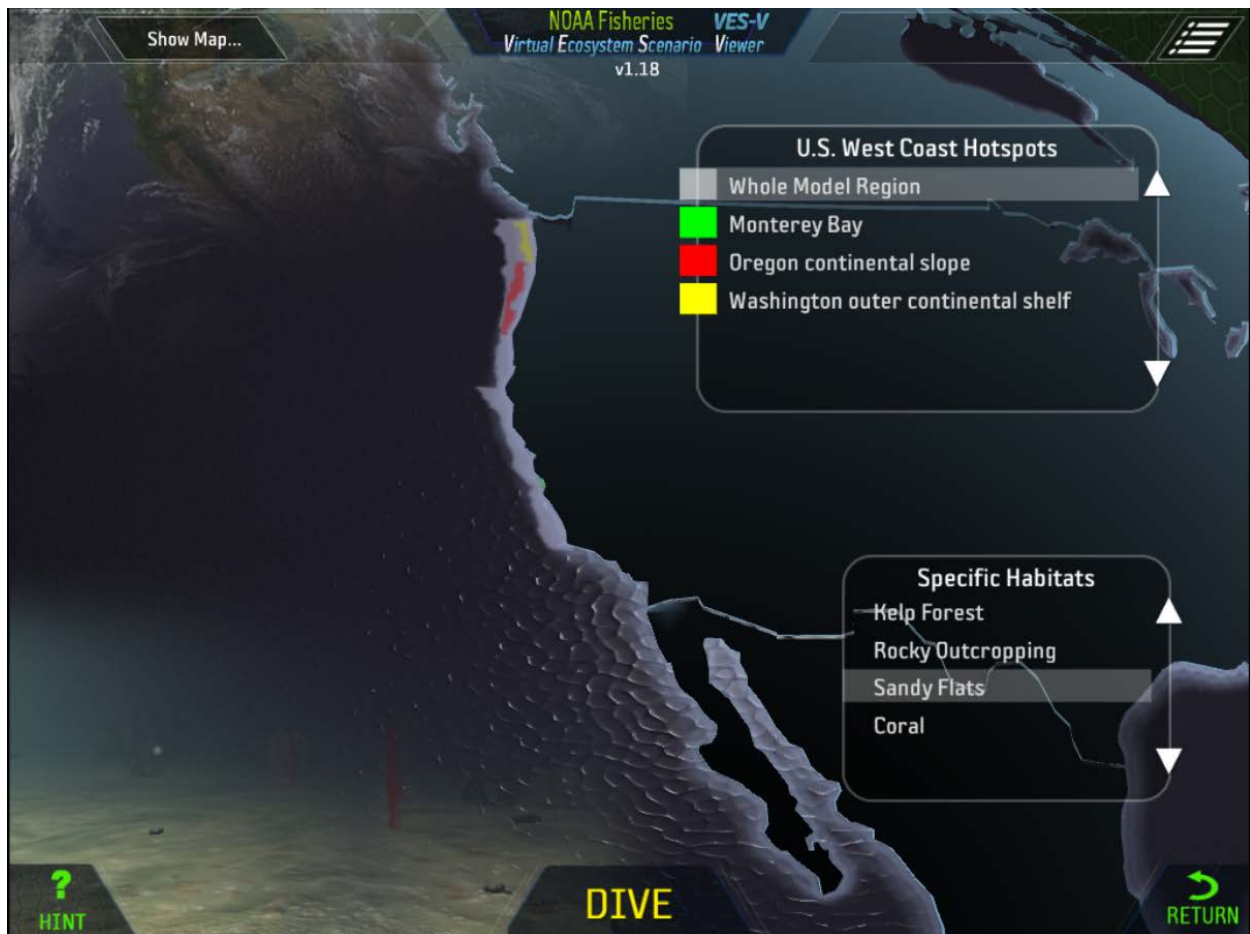 Show Map...
NOAA Fisheries VES-V
Virtual Ecosystem Scenario Viewer
v1.18
U.S. West Coast Hotspots
Whole Model Region
Monterey Bay
Oregon continental slope
Washington outer continental shelf
Specific Habitats
Kelp Forest
Rocky Outcropping
Sandy Flats
Coral
?
HINT
DIVE
RETURN